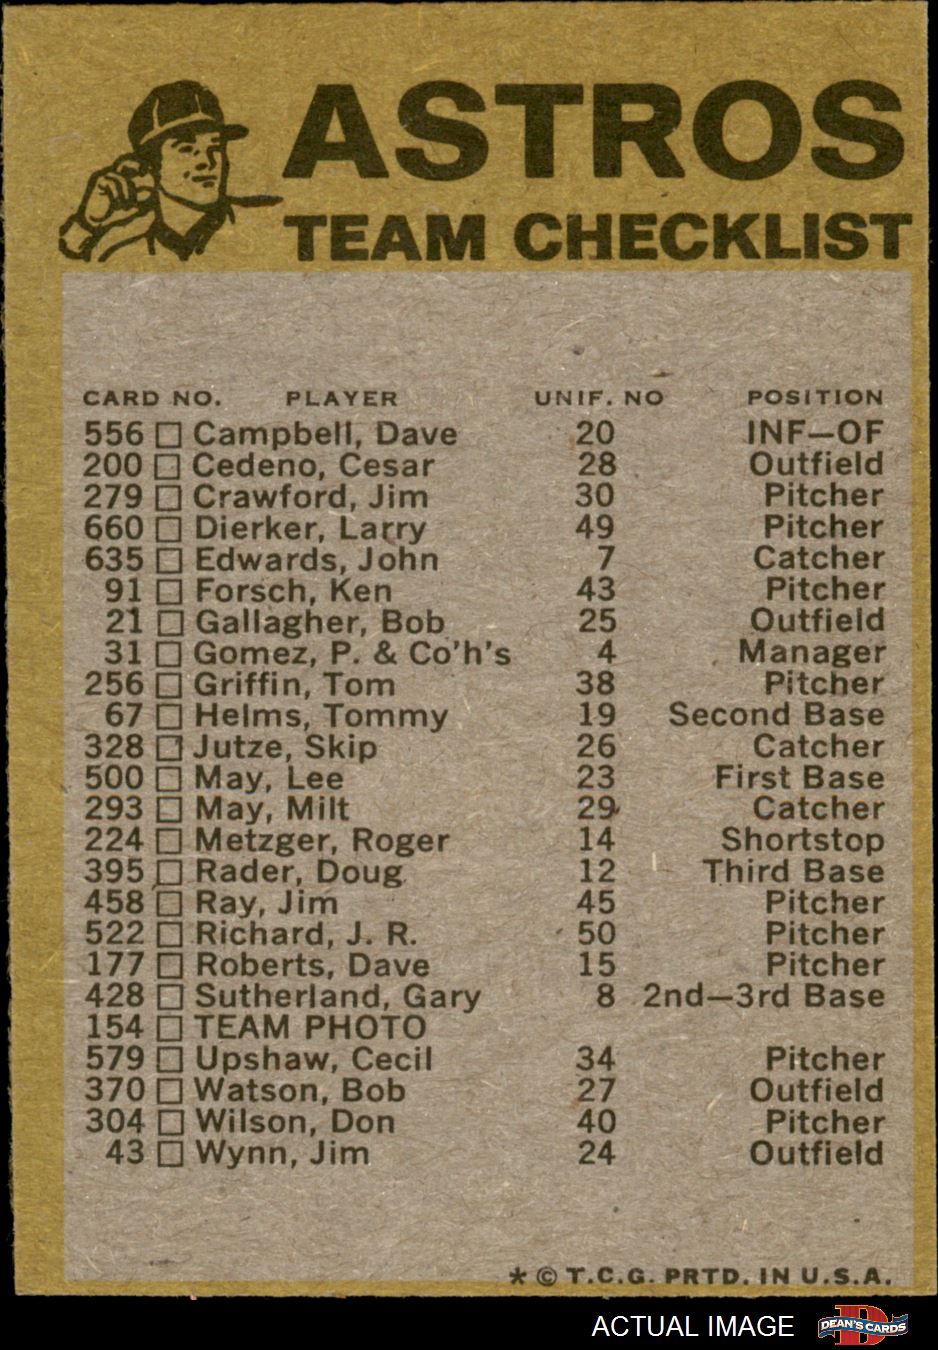 ASTROS
TEAM CHECKLIST
CARD NO. PLAYER UNIF. NO POSITION
556 Campbell, Dave 20 INF–OF
200 Cedeno, Cesar 28 Outfield
279 Crawford, Jim 30 Pitcher
660 Dierker, Larry 49 Pitcher
635 Edwards, John 7 Catcher
91 Forsch, Ken 43 Pitcher
21 Gallagher, Bob 25 Outfield
31 Gomez, P. & Co'h's 4 Manager
256 Griffin, Tom 38 Pitcher
67 Helms, Tommy 19 Second Base
328 Jutze, Skip 26 Catcher
500 May, Lee 23 First Base
293 May, Milt 29 Catcher
224 Metzger, Roger 14 Shortstop
395 Rader, Doug 12 Third Base
458 Ray, Jim 45 Pitcher
522 Richard, J. R. 50 Pitcher
177 Roberts, Dave 15 Pitcher
428 Sutherland, Gary 8 2nd–3rd Base
154 TEAM PHOTO
579 Upshaw, Cecil 34 Pitcher
370 Watson, Bob 27 Outfield
304 Wilson, Don 40 Pitcher
43 Wynn, Jim 24 Outfield
* © T.C.G. PRTD. IN U.S.A.
ACTUAL IMAGE DEAN'S CARDS